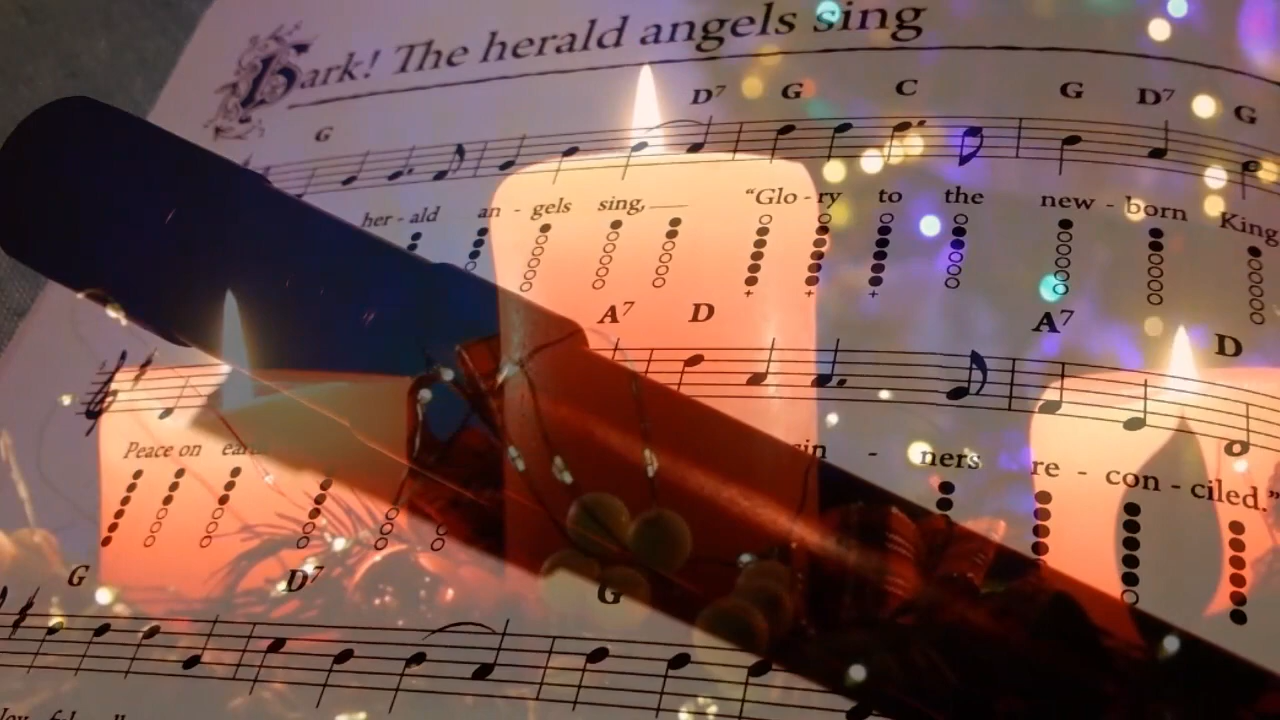 Hark! The herald angels sing
G D7 G C G D7 G
her - ald an - gels sing, “Glo - ry to the new - born King
A7 D A7 D
Peace on ners re - con - ciled.”
G D7 G